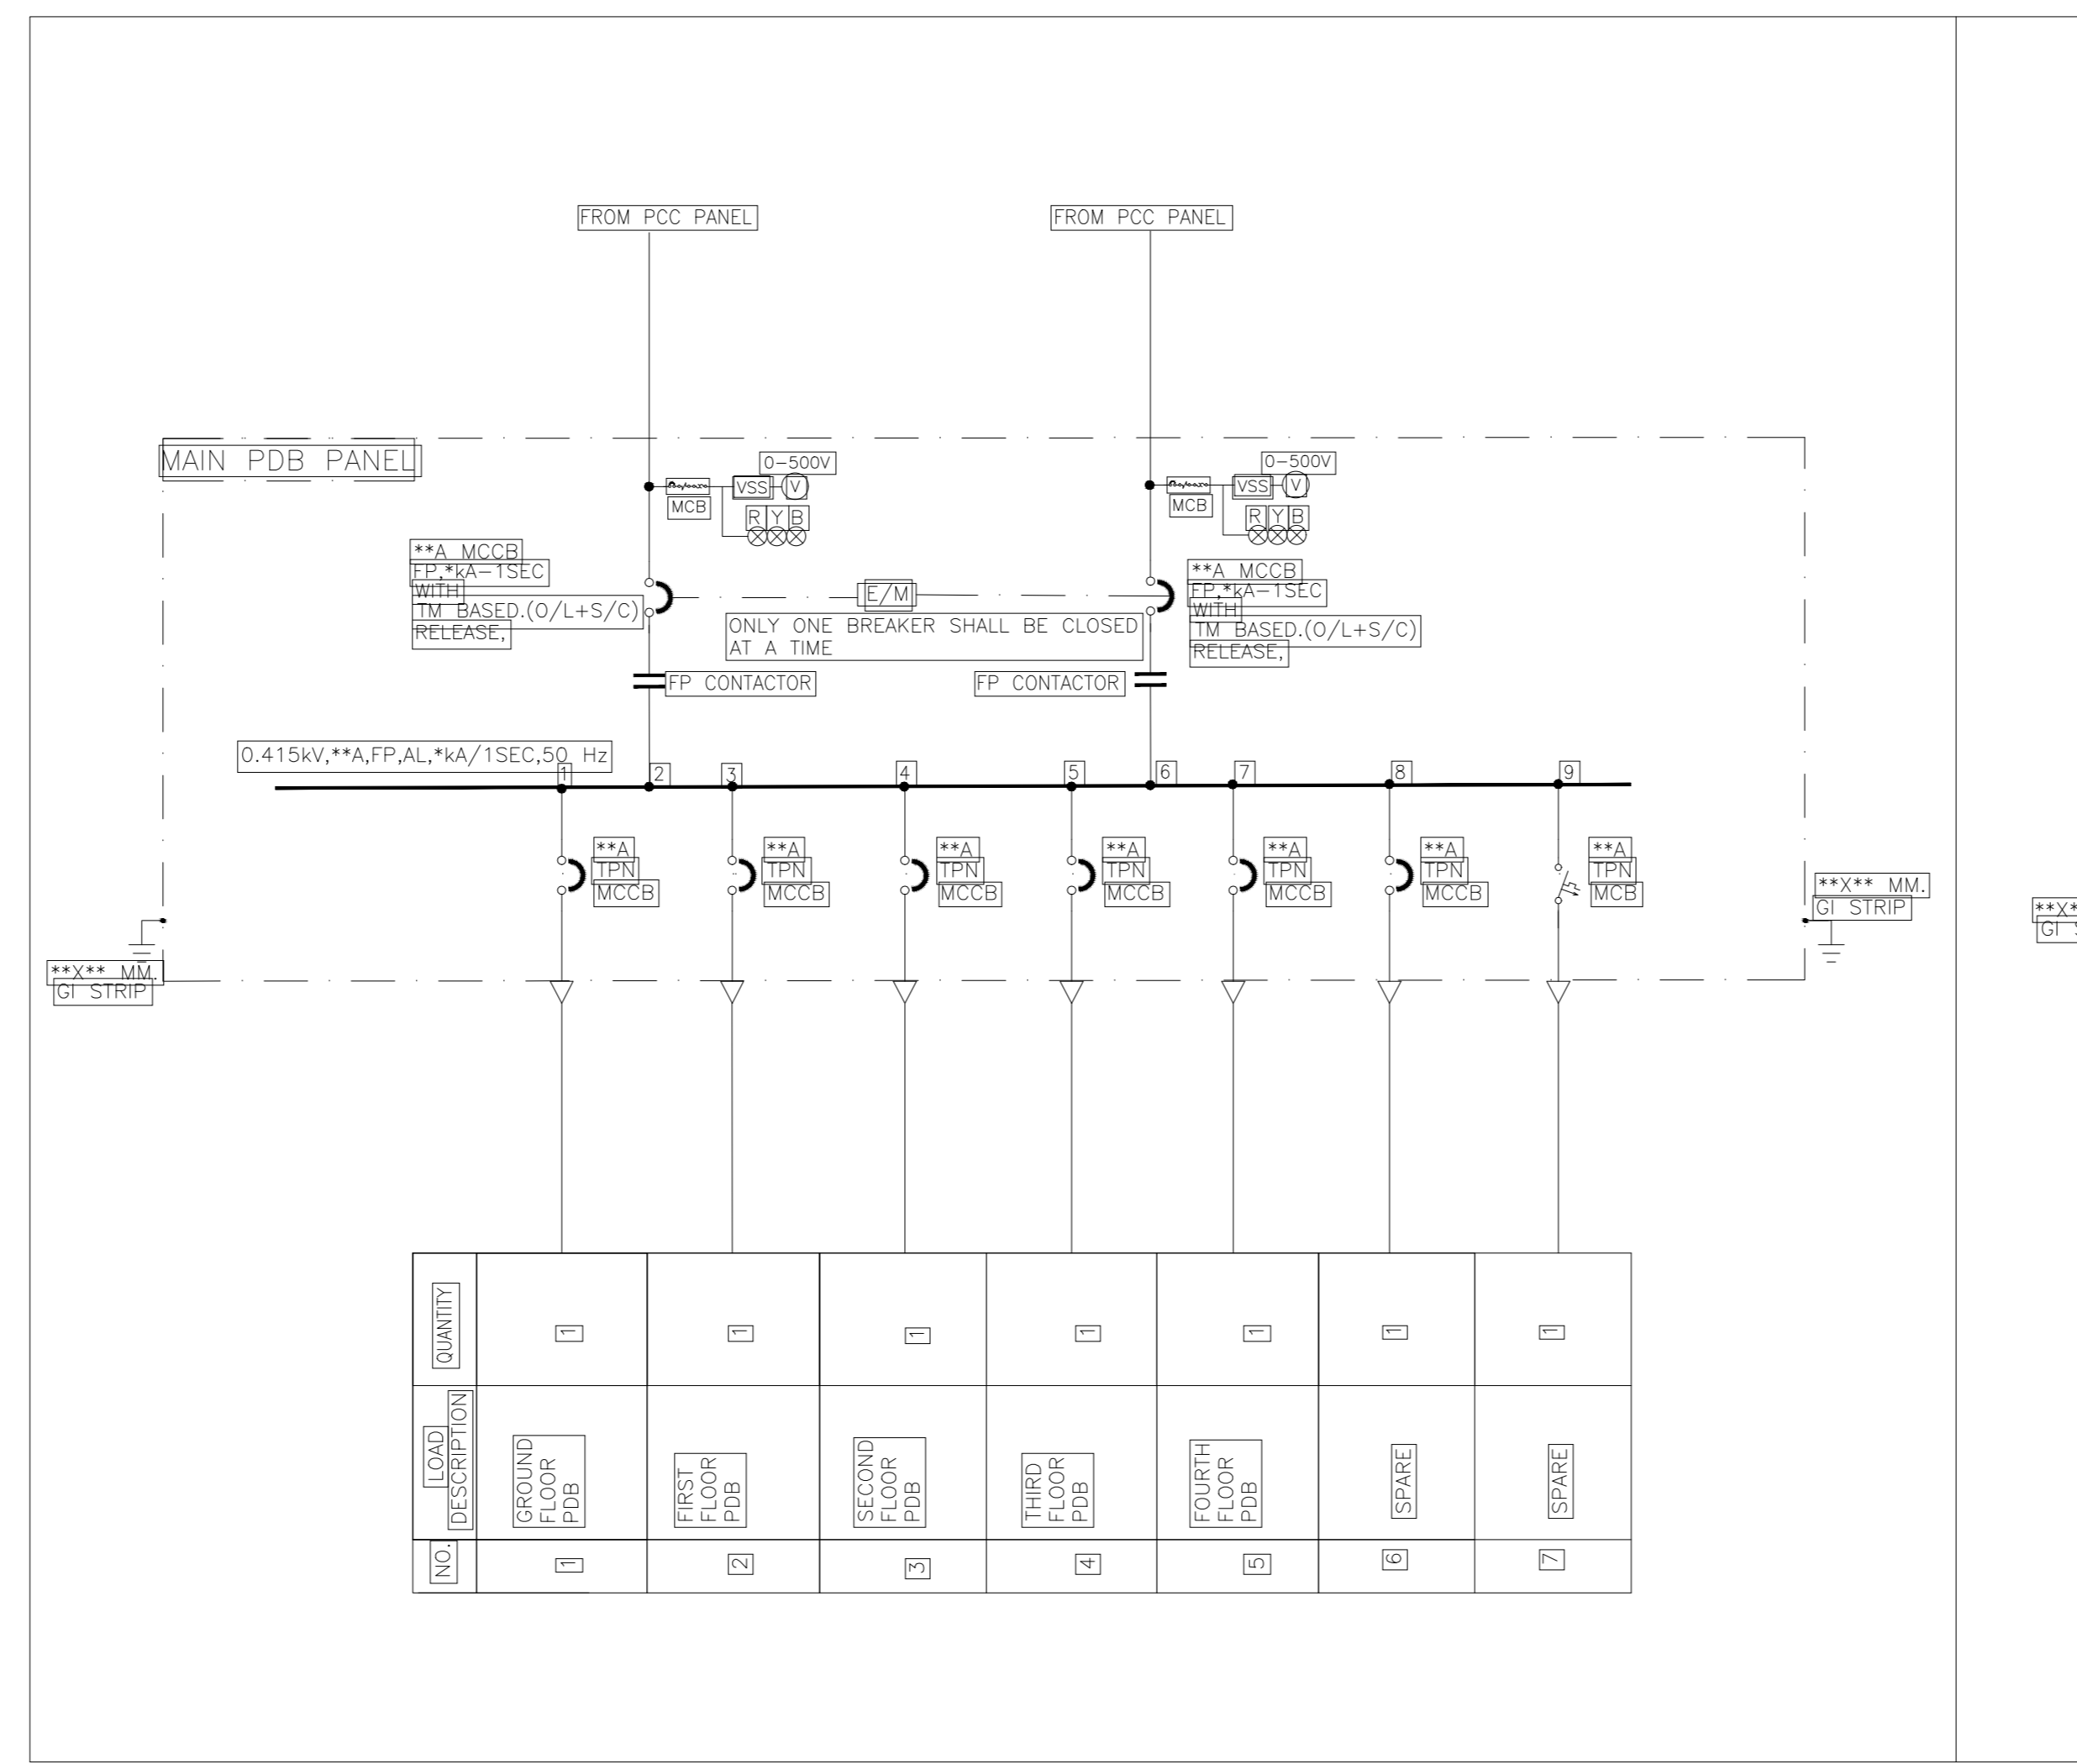 FROM PCC PANEL
FROM PCC PANEL
MAIN PDB PANEL
0-500V
0-500V
VSS
V
VSS
V
MCB
MCB
R Y B
R Y B
**A MCCB
FP,*kA-1SEC
WITH
TM BASED.(O/L+S/C)
RELEASE,
E/M
**A MCCB
FP,*kA-1SEC
WITH
TM BASED.(O/L+S/C)
RELEASE,
ONLY ONE BREAKER SHALL BE CLOSED
AT A TIME
FP CONTACTOR
FP CONTACTOR
0.415kV,**A,FP,AL,*kA/1SEC,50 Hz
1 2 3 4 5 6 7 8 9
**A
TPN
MCCB
**A
TPN
MCCB
**A
TPN
MCCB
**A
TPN
MCCB
**A
TPN
MCCB
**A
TPN
MCCB
**A
TPN
MCB
**X** MM.
GI STRIP
**X** MM.
GI STRIP
**X*
GI
QUANTITY
1 1 1 1 1 1 1
LOAD
DESCRIPTION
GROUND
FLOOR
PDB
FIRST
FLOOR
PDB
SECOND
FLOOR
PDB
THIRD
FLOOR
PDB
FOURTH
FLOOR
PDB
SPARE
SPARE
NO.
1 2 3 4 5 6 7